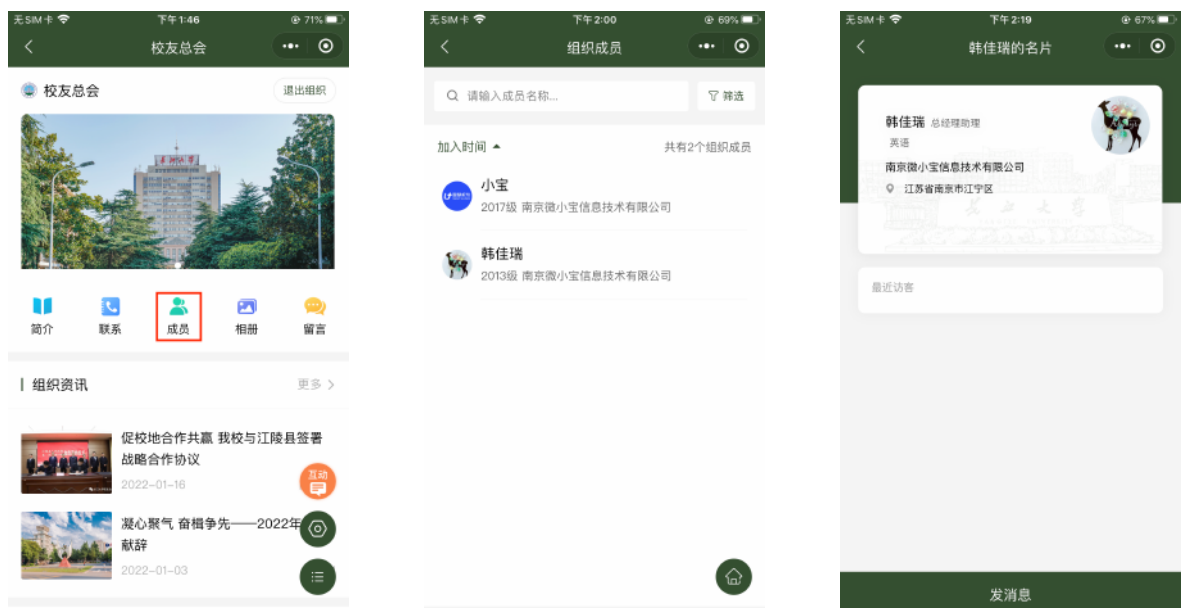 无SIM卡 下午1:46 71%
校友总会
校友总会 退出组织
长江大学
简介 联系 成员 相册 留言
组织资讯 更多
促校地合作共赢 我校与江陵县签署
战略合作协议
2022-01-16
互动
凝心聚气 奋楫争先——2022年
献辞
2022-01-03
无SIM卡 下午2:00 69%
组织成员
请输入成员名称... 筛选
加入时间 共有2个组织成员
小宝
2017级 南京微小宝信息技术有限公司
韩佳瑞
2013级 南京微小宝信息技术有限公司
无SIM卡 下午2:19 67%
韩佳瑞的名片
韩佳瑞 总经理助理
英语
南京微小宝信息技术有限公司
江苏省南京市江宁区
长江大学
最近访客
发消息